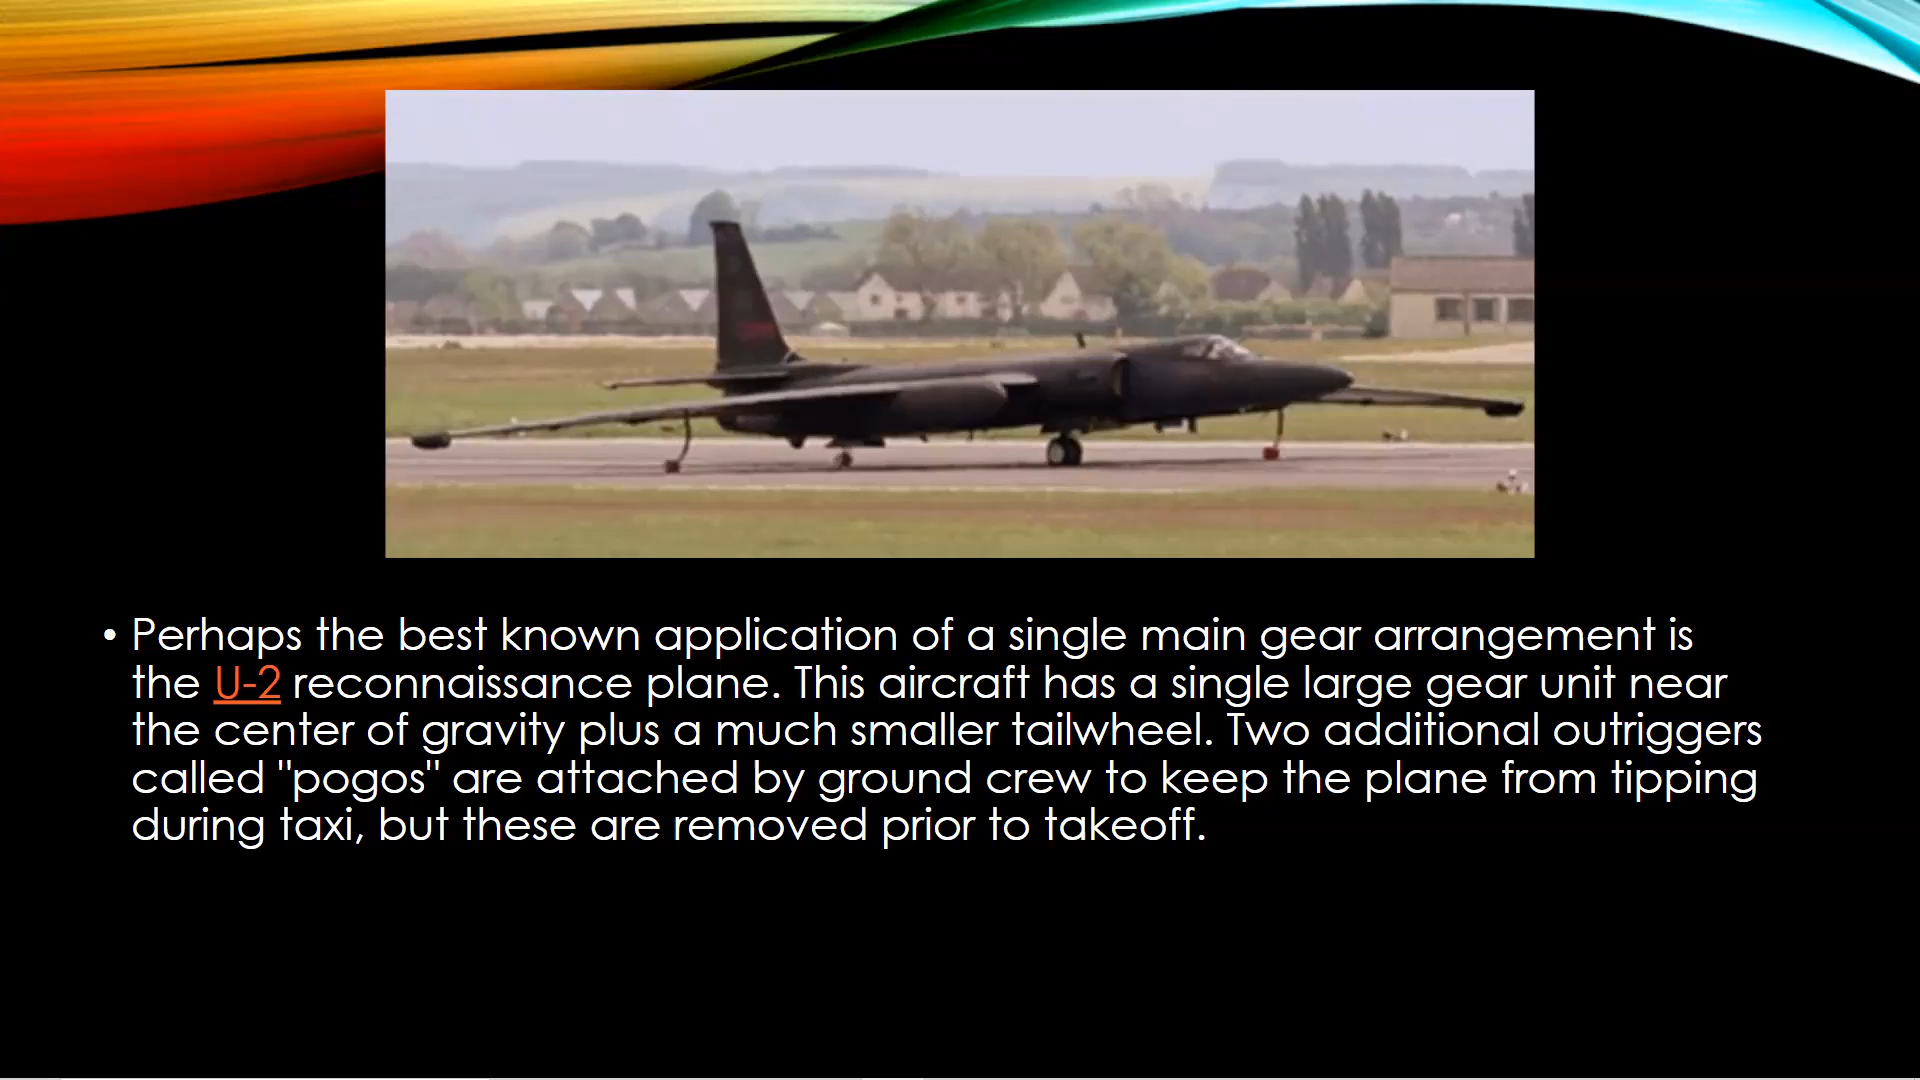 • Perhaps the best known application of a single main gear arrangement is
the U-2 reconnaissance plane. This aircraft has a single large gear unit near
the center of gravity plus a much smaller tailwheel. Two additional outriggers
called "pogos" are attached by ground crew to keep the plane from tipping
during taxi, but these are removed prior to takeoff.